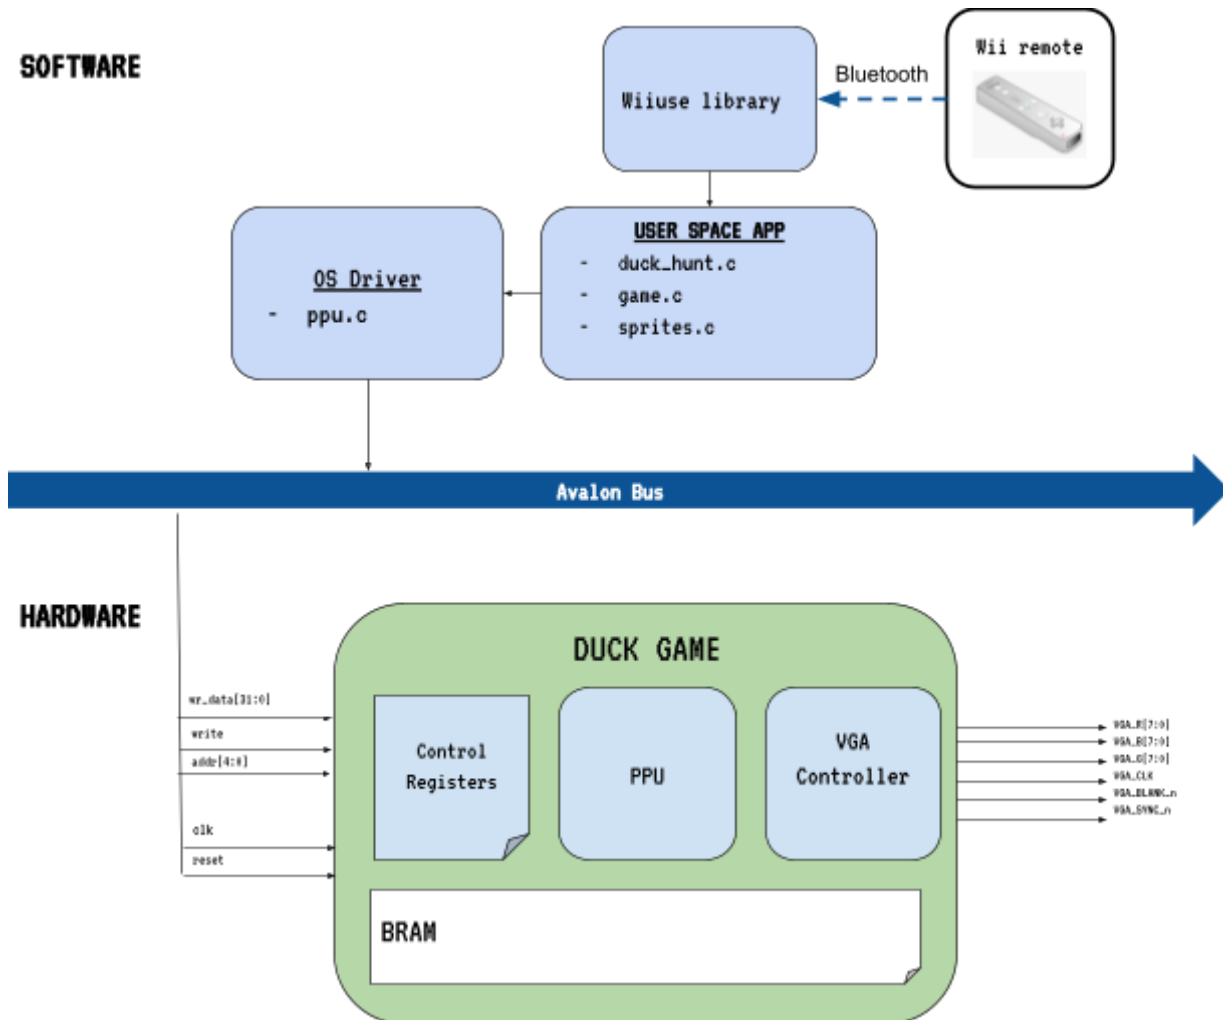 SOFTWARE
Wii remote
Bluetooth
Wiiuse library
USER SPACE APP
- duck_hunt.c
- game.c
- sprites.c
OS Driver
- ppu.c
Avalon Bus
HARDWARE
DUCK GAME
wr_data[31:0]
write
addr[4:0]
clk
reset
Control
Registers
PPU
VGA
Controller
VGA_R[7:0]
VGA_B[7:0]
VGA_G[7:0]
VGA_CLK
VGA_BLANK_n
VGA_SYNC_n
BRAM